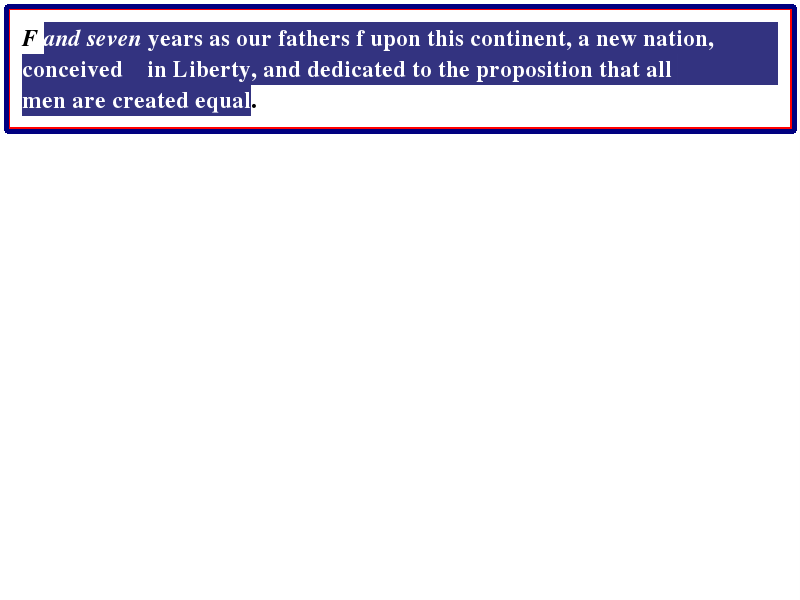 F and seven years as our fathers f upon this continent, a new nation,
conceived    in Liberty, and dedicated to the proposition that all
men are created equal.